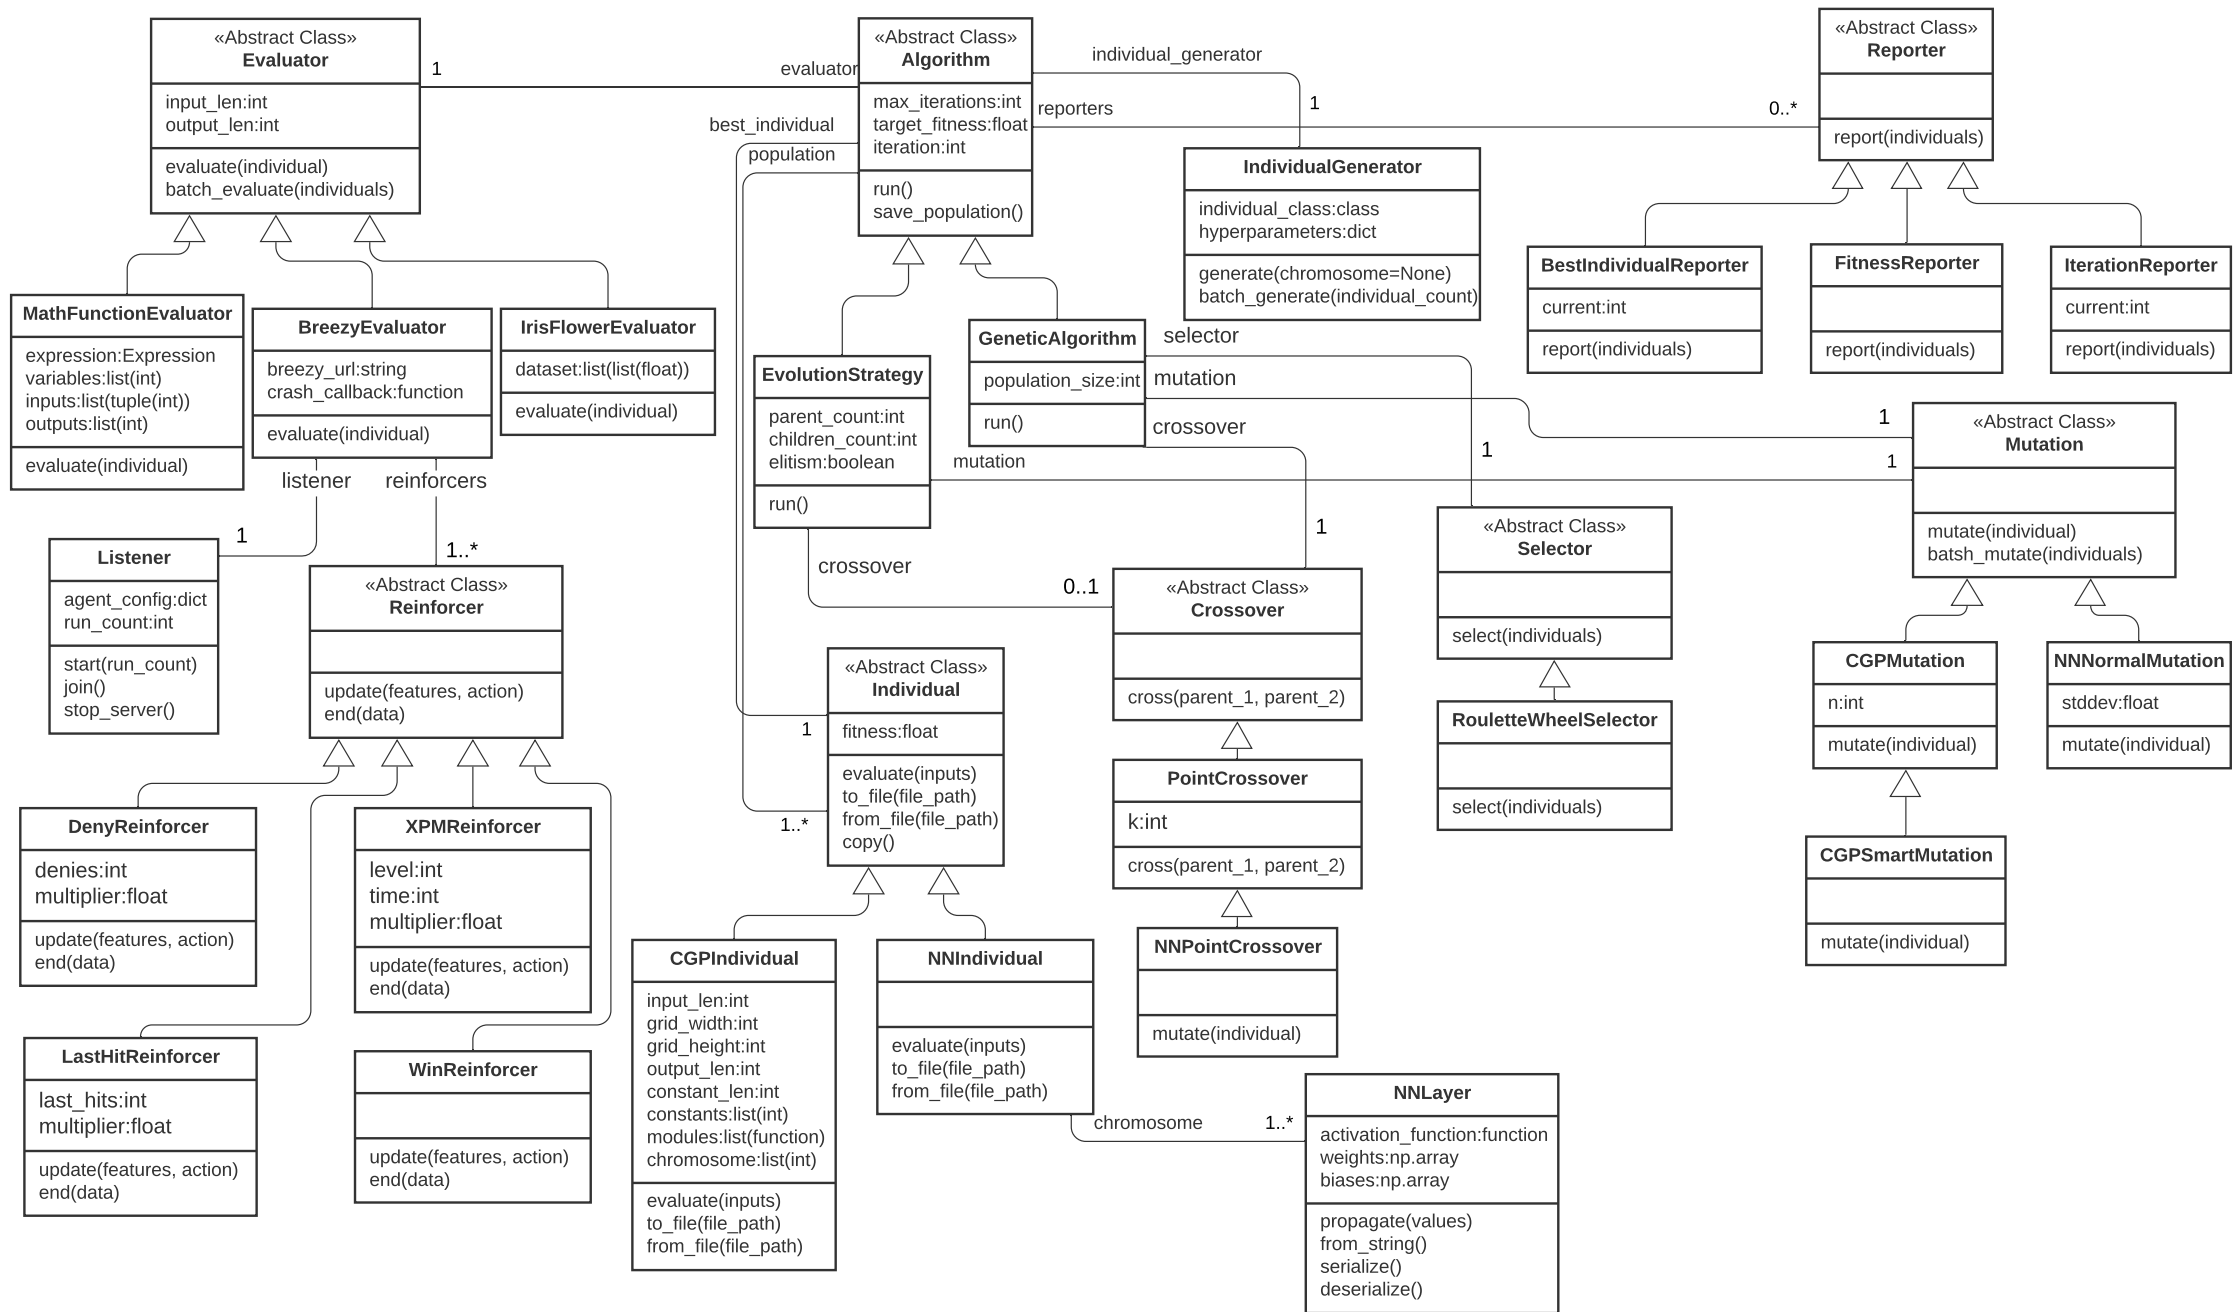 «Abstract Class»
Evaluator
input_len:int
output_len:int
evaluate(individual)
batch_evaluate(individuals)
1
evaluator
«Abstract Class»
Algorithm
max_iterations:int
target_fitness:float
iteration:int
run()
save_population()
individual_generator
1
reporters
0..*
«Abstract Class»
Reporter
report(individuals)
best_individual
population
IndividualGenerator
individual_class:class
hyperparameters:dict
generate(chromosome=None)
batch_generate(individual_count)
BestIndividualReporter
current:int
report(individuals)
FitnessReporter
report(individuals)
IterationReporter
current:int
report(individuals)
MathFunctionEvaluator
expression:Expression
variables:list(int)
inputs:list(tuple(int))
outputs:list(int)
evaluate(individual)
BreezyEvaluator
breezy_url:string
crash_callback:function
evaluate(individual)
IrisFlowerEvaluator
dataset:list(list(float))
evaluate(individual)
EvolutionStrategy
parent_count:int
children_count:int
elitism:boolean
run()
GeneticAlgorithm
population_size:int
run()
selector
mutation
crossover
mutation
1
1
1
«Abstract Class»
Mutation
mutate(individual)
batsh_mutate(individuals)
listener
reinforcers
1
1..*
Listener
agent_config:dict
run_count:int
start(run_count)
join()
stop_server()
«Abstract Class»
Reinforcer
update(features, action)
end(data)
crossover
0..1
1
«Abstract Class»
Crossover
cross(parent_1, parent_2)
«Abstract Class»
Selector
select(individuals)
«Abstract Class»
Individual
fitness:float
evaluate(inputs)
to_file(file_path)
from_file(file_path)
copy()
1
1..*
CGPMutation
n:int
mutate(individual)
NNNormalMutation
stddev:float
mutate(individual)
RouletteWheelSelector
select(individuals)
PointCrossover
k:int
cross(parent_1, parent_2)
CGPSmartMutation
mutate(individual)
DenyReinforcer
denies:int
multiplier:float
update(features, action)
end(data)
XPMReinforcer
level:int
time:int
multiplier:float
update(features, action)
end(data)
CGPIndividual
input_len:int
grid_width:int
grid_height:int
output_len:int
constant_len:int
constants:list(int)
modules:list(function)
chromosome:list(int)
evaluate(inputs)
to_file(file_path)
from_file(file_path)
NNIndividual
evaluate(inputs)
to_file(file_path)
from_file(file_path)
NNPointCrossover
mutate(individual)
LastHitReinforcer
last_hits:int
multiplier:float
update(features, action)
end(data)
WinReinforcer
update(features, action)
end(data)
chromosome
1..*
NNLayer
activation_function:function
weights:np.array
biases:np.array
propagate(values)
from_string()
serialize()
deserialize()